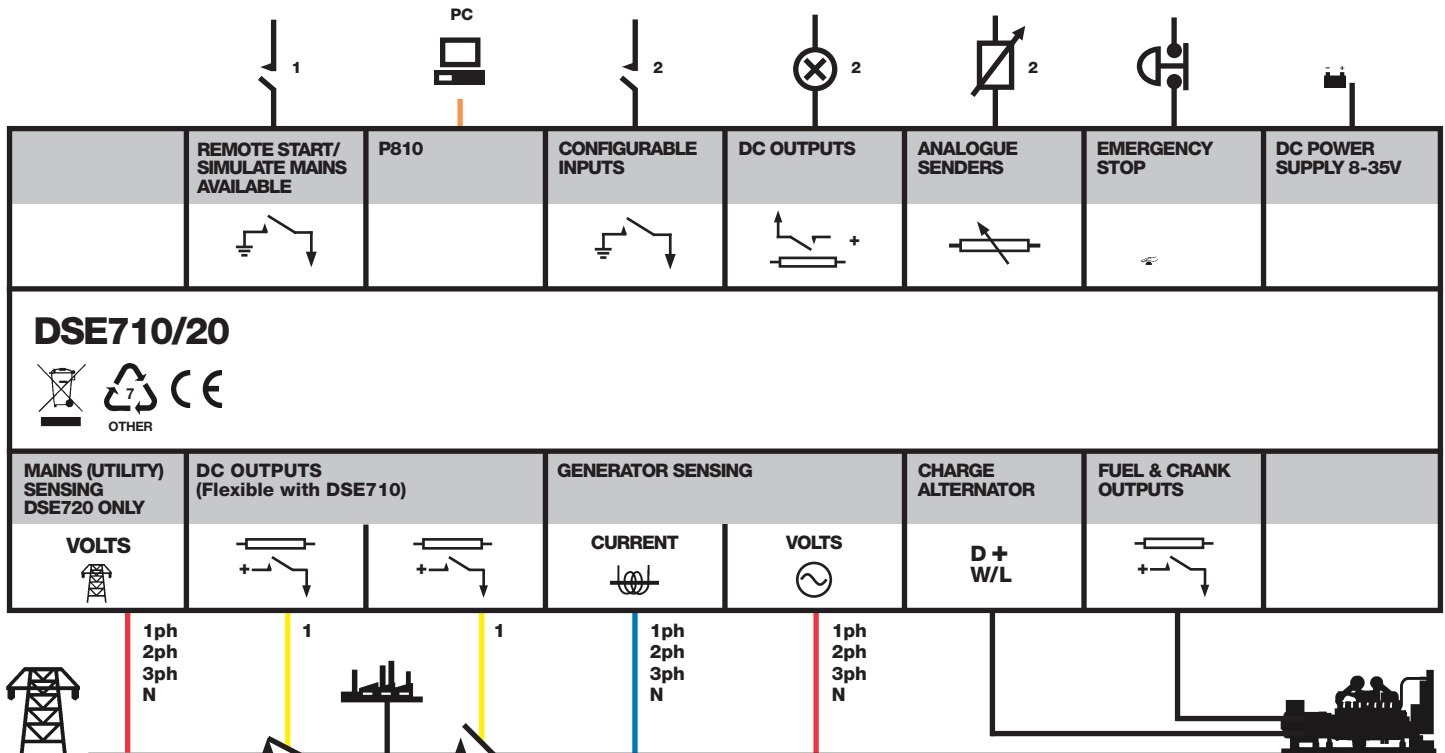 PC
1
2
2
2
- +
REMOTE START/
SIMULATE MAINS
AVAILABLE
P810
CONFIGURABLE
INPUTS
DC OUTPUTS
ANALOGUE
SENDERS
EMERGENCY
STOP
DC POWER
SUPPLY 8-35V
+
DSE710/20
7
CE
OTHER
MAINS (UTILITY)
SENSING
DSE720 ONLY
DC OUTPUTS
(Flexible with DSE710)
GENERATOR SENSING
CHARGE
ALTERNATOR
FUEL & CRANK
OUTPUTS
VOLTS
+
+
CURRENT
VOLTS
D +
W/L
+
1ph
2ph
3ph
N
1
1
1ph
2ph
3ph
N
1ph
2ph
3ph
N